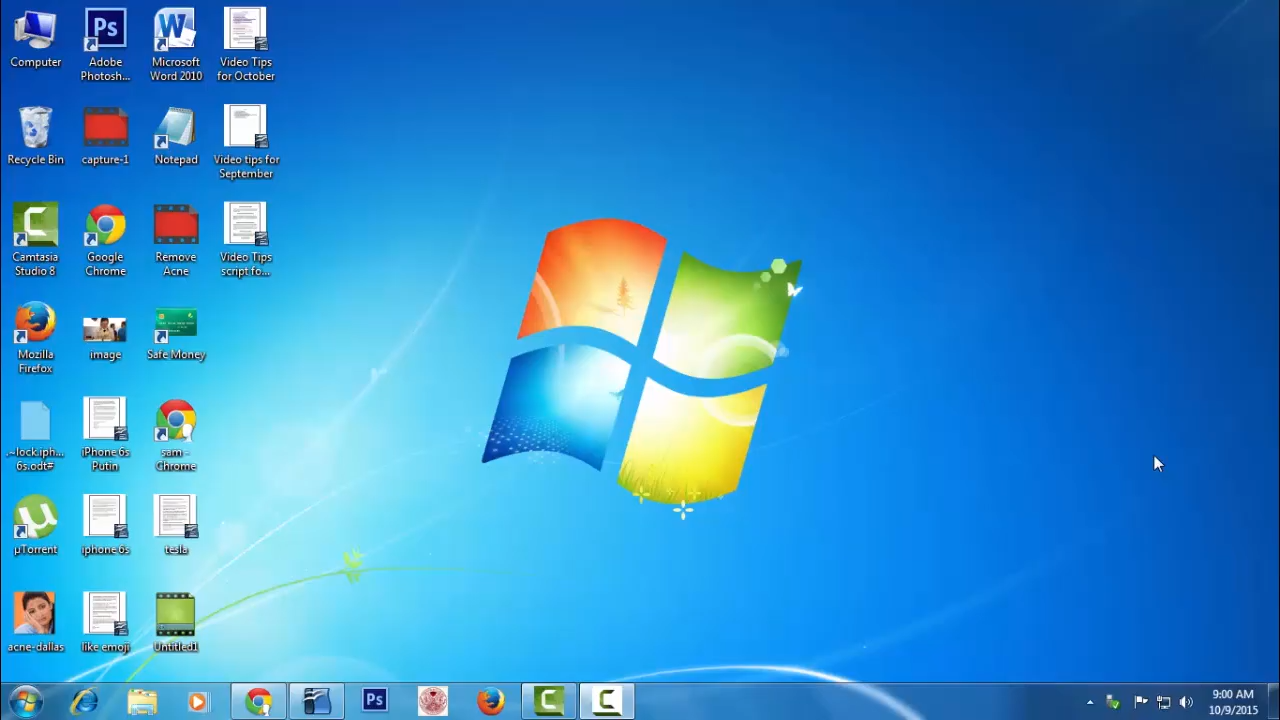 Computer
Adobe
Photosh...
Microsoft
Word 2010
Video Tips
for October
Recycle Bin
capture-1
Notepad
Video tips for
September
Camtasia
Studio 8
Google
Chrome
Remove
Acne
Video Tips
script fo...
Mozilla
Firefox
image
Safe Money
.~lock.iph...
6s.odt#
iPhone 6s
Putin
sam -
Chrome
µTorrent
iphone 6s
tesla
acne-dallas
like emoji
Untitled1
9:00 AM
10/9/2015